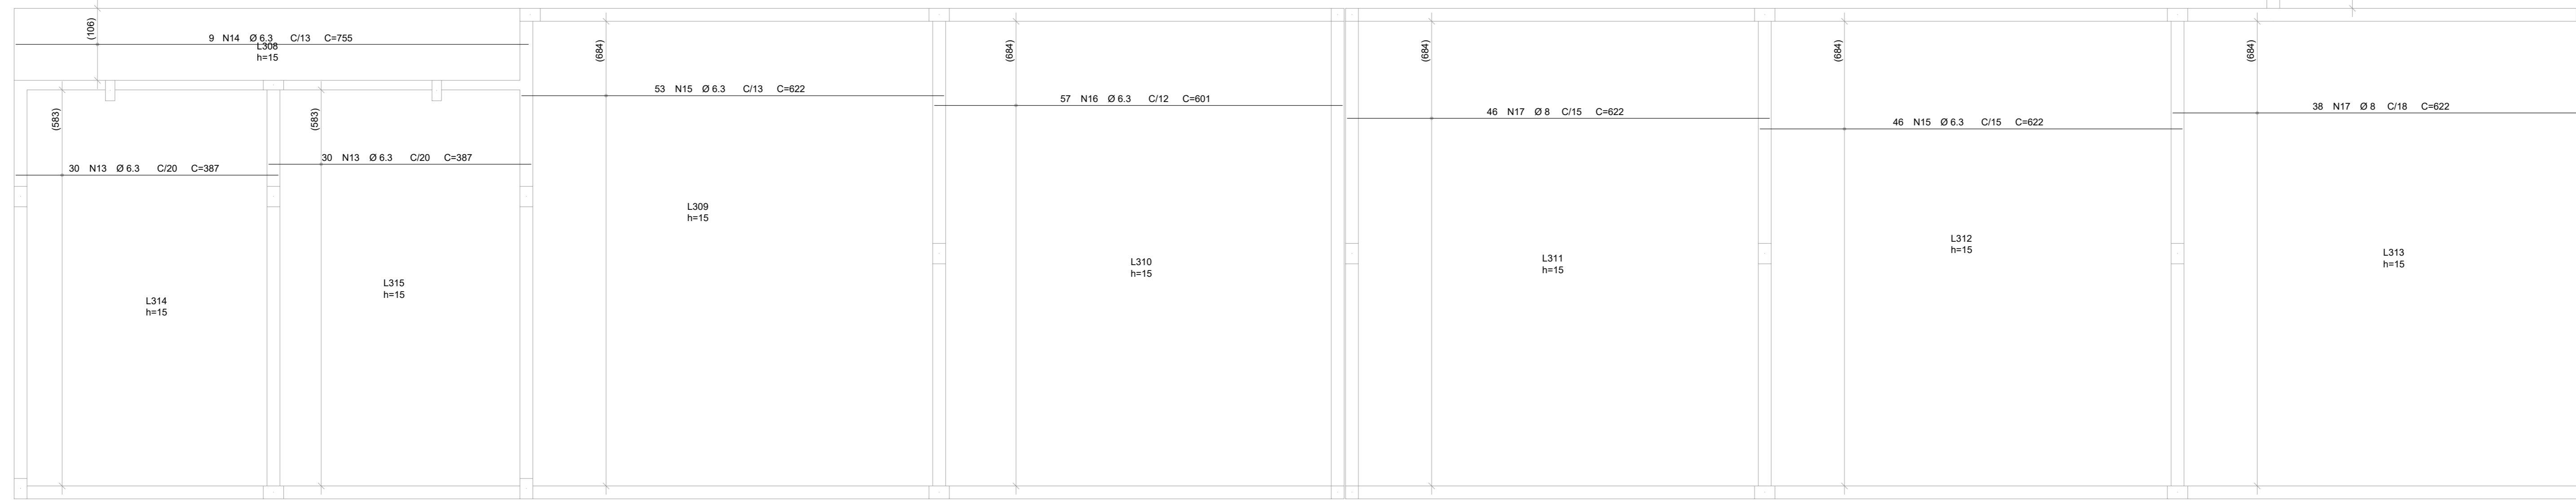 (106)
9 N14 Ø 6.3 C/13 C=755
L308
h=15
(684)
(684)
(684)
(684)
(684)
53 N15 Ø 6.3 C/13 C=622
57 N16 Ø 6.3 C/12 C=601
46 N17 Ø 8 C/15 C=622
46 N15 Ø 6.3 C/15 C=622
38 N17 Ø 8 C/18 C=622
(583)
(583)
30 N13 Ø 6.3 C/20 C=387
30 N13 Ø 6.3 C/20 C=387
L309
h=15
L310
h=15
L311
h=15
L312
h=15
L313
h=15
L314
h=15
L315
h=15